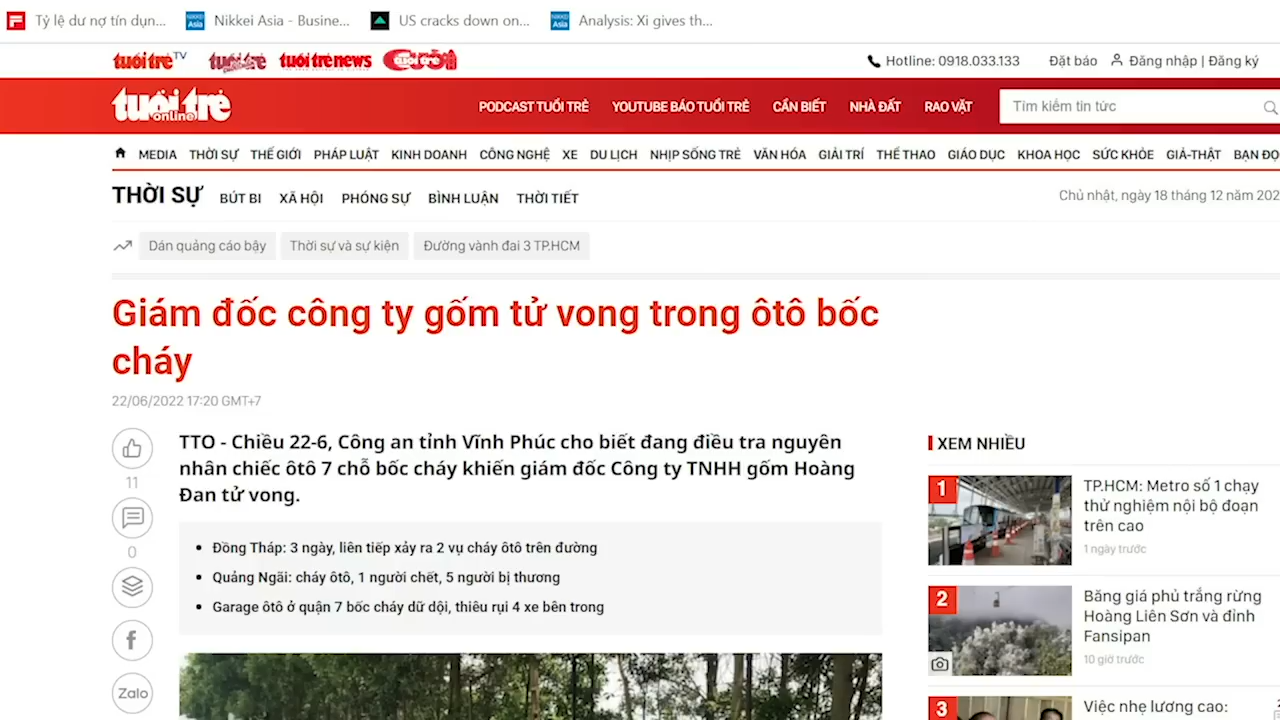 Tỷ lệ dư nợ tín dụn... Nikkei Asia - Busine... US cracks down on... Analysis: Xi gives th...
tuổi trẻ TV tuổi trẻ tuoi tre news tuổi trẻ cười Hotline: 0918.033.133 Đặt báo Đăng nhập | Đăng ký
tuổi trẻ online PODCAST TUỔI TRẺ YOUTUBE BÁO TUỔI TRẺ CẦN BIẾT NHÀ ĐẤT RAO VẶT Tìm kiếm tin tức
MEDIA THỜI SỰ THẾ GIỚI PHÁP LUẬT KINH DOANH CÔNG NGHỆ XE DU LỊCH NHỊP SỐNG TRẺ VĂN HÓA GIẢI TRÍ THỂ THAO GIÁO DỤC KHOA HỌC SỨC KHỎE GIẢ-THẬT BẠN ĐỌ
THỜI SỰ BÚT BI XÃ HỘI PHÓNG SỰ BÌNH LUẬN THỜI TIẾT Chủ nhật, ngày 18 tháng 12 năm 202
Dán quảng cáo bậy Thời sự và sự kiện Đường vành đai 3 TP.HCM
Giám đốc công ty gốm tử vong trong ôtô bốc
cháy
22/06/2022 17:20 GMT+7
TTO - Chiều 22-6, Công an tỉnh Vĩnh Phúc cho biết đang điều tra nguyên
nhân chiếc ôtô 7 chỗ bốc cháy khiến giám đốc Công ty TNHH gốm Hoàng
Đan tử vong.
11
0
Zalo
Đồng Tháp: 3 ngày, liên tiếp xảy ra 2 vụ cháy ôtô trên đường
Quảng Ngãi: cháy ôtô, 1 người chết, 5 người bị thương
Garage ôtô ở quận 7 bốc cháy dữ dội, thiêu rụi 4 xe bên trong
XEM NHIỀU
1
TP.HCM: Metro số 1 chạy
thử nghiệm nội bộ đoạn
trên cao
1 ngày trước
2
Băng giá phủ trắng rừng
Hoàng Liên Sơn và đỉnh
Fansipan
10 giờ trước
3
Việc nhẹ lương cao: